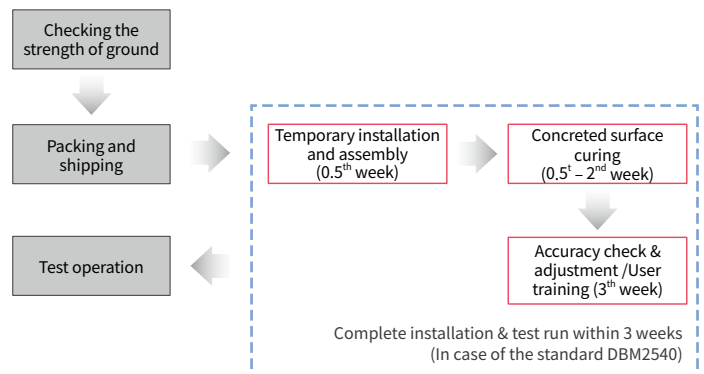 Checking the
strength of ground
Packing and
shipping
Temporary installation
and assembly
(0.5th week)
Concreted surface
curing
(0.5t – 2nd week)
Accuracy check &
adjustment /User
training (3th week)
Test operation
Complete installation & test run within 3 weeks
(In case of the standard DBM2540)